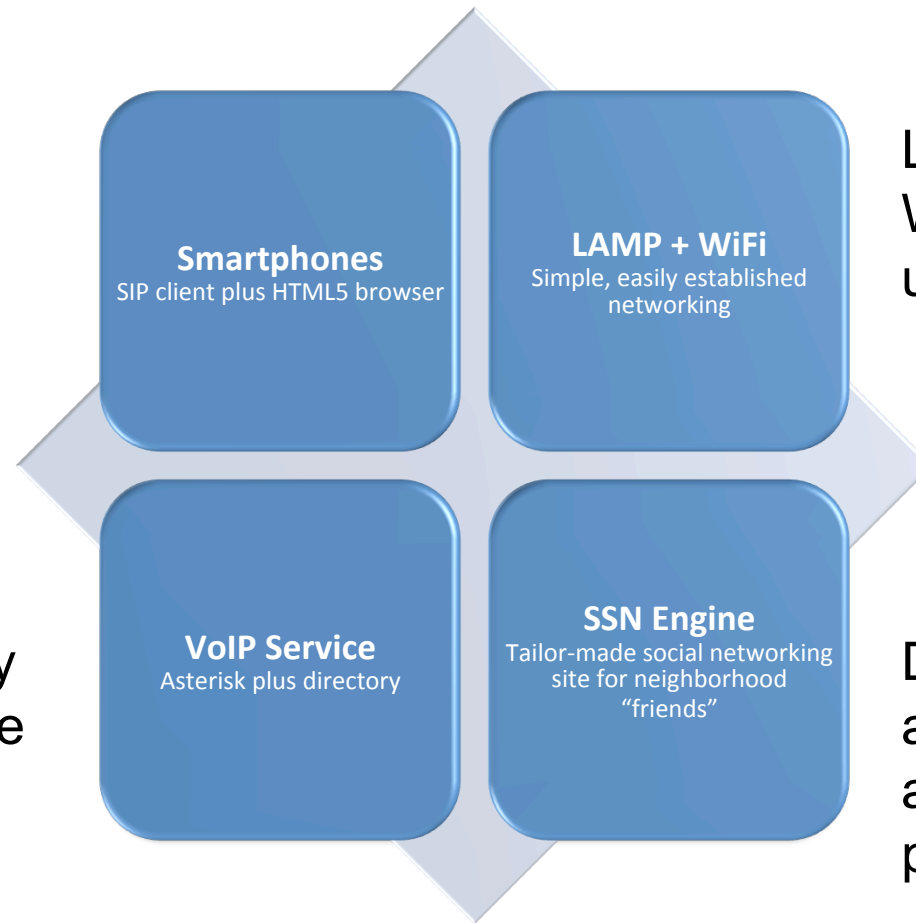 Smartphones
SIP client plus HTML5 browser
LAMP + WiFi
Simple, easily established
networking
VoIP Service
Asterisk plus directory
SSN Engine
Tailor-made social networking
site for neighborhood
“friends”